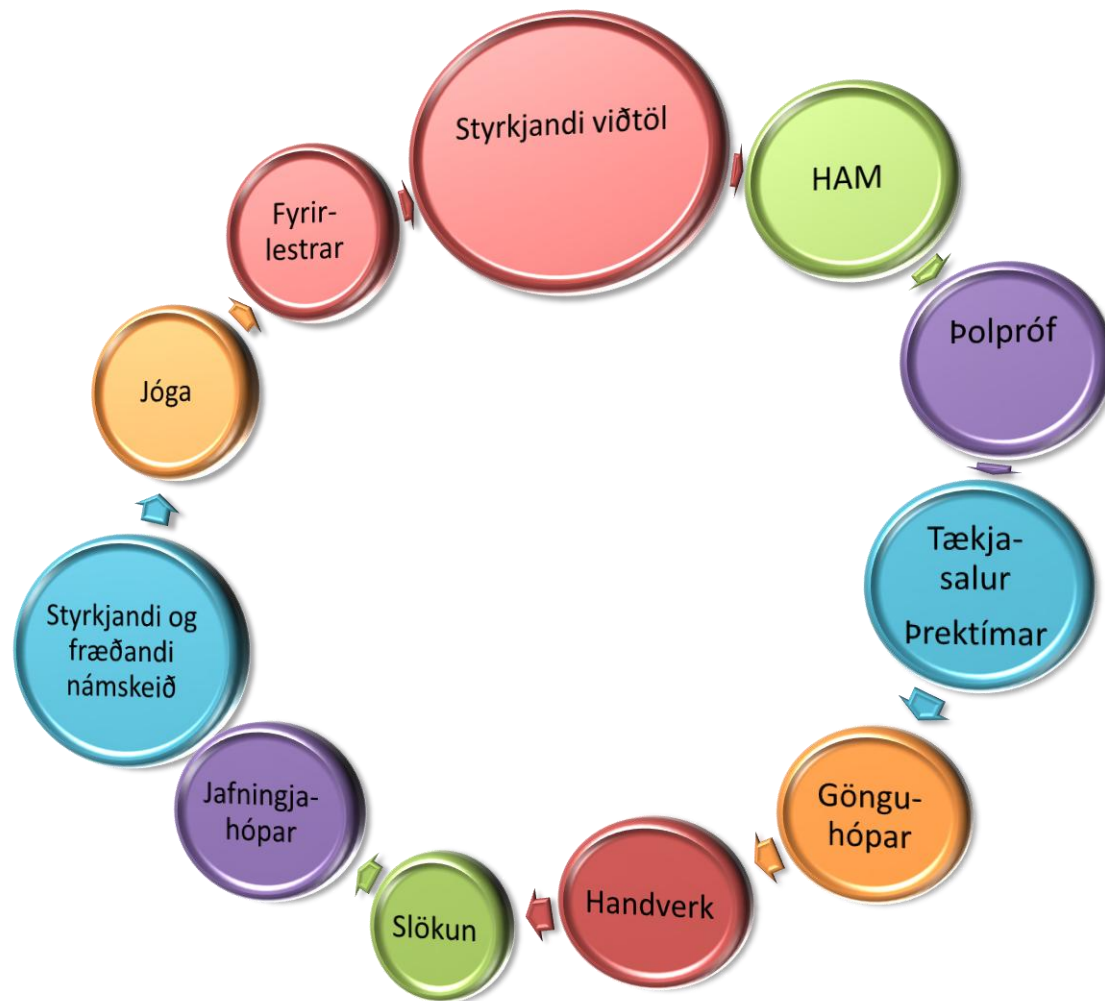 Styrkjandi viðtöl
HAM
Þolpróf
Tækja-
salur
Þrektímar
Göngu-
hópar
Handverk
Slökun
Jafningja-
hópar
Styrkjandi og
fræðandi
námskeið
Jóga
Fyrir-
lestrar